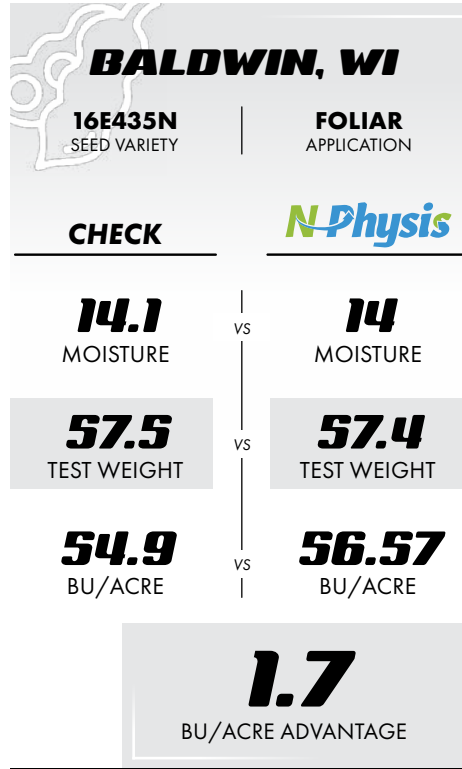 BALDWIN, WI
16E435N
SEED VARIETY
FOLIAR
APPLICATION
CHECK
N-Physis
14.1
MOISTURE
vs
14
MOISTURE
57.5
TEST WEIGHT
vs
57.4
TEST WEIGHT
54.9
BU/ACRE
vs
56.57
BU/ACRE
1.7
BU/ACRE ADVANTAGE